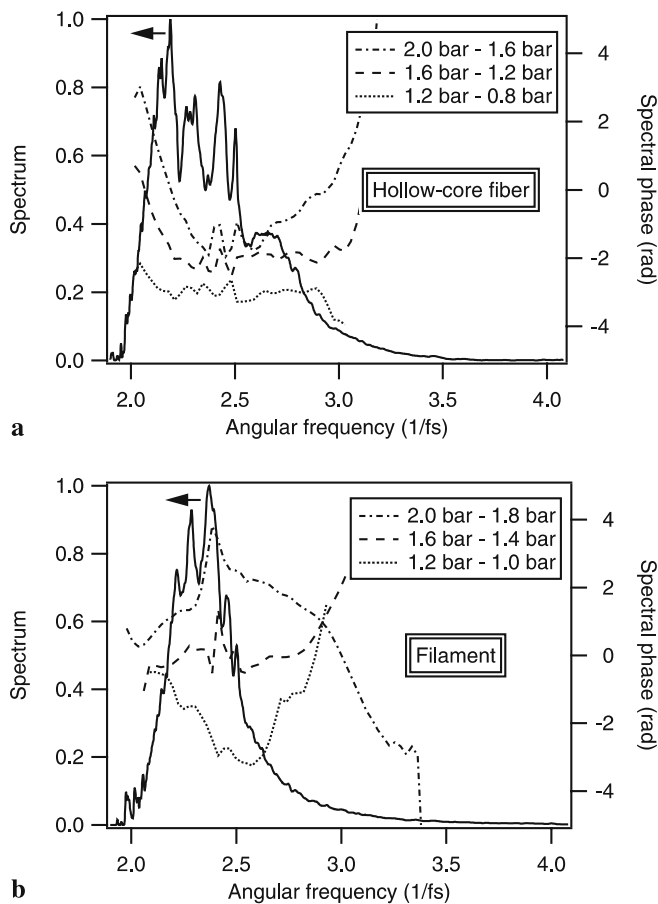 1.0
0.8
0.6
0.4
0.2
0.0
Spectrum
2.0 bar - 1.6 bar
1.6 bar - 1.2 bar
1.2 bar - 0.8 bar
Hollow-core fiber
4
2
0
-2
-4
Spectral phase (rad)
2.0 2.5 3.0 3.5 4.0
Angular frequency (1/fs)
a
1.0
0.8
0.6
0.4
0.2
0.0
Spectrum
2.0 bar - 1.8 bar
1.6 bar - 1.4 bar
1.2 bar - 1.0 bar
Filament
4
2
0
-2
-4
Spectral phase (rad)
2.0 2.5 3.0 3.5 4.0
Angular frequency (1/fs)
b